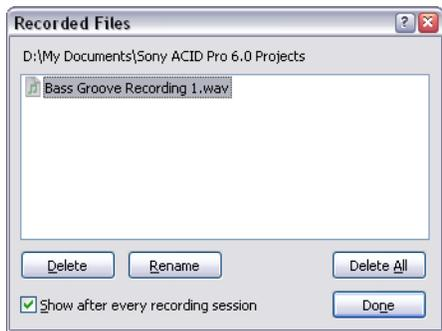 Recorded Files
D:\My Documents\Sony ACID Pro 6.0 Projects
Bass Groove Recording 1.wav
Delete Rename Delete All
Show after every recording session Done